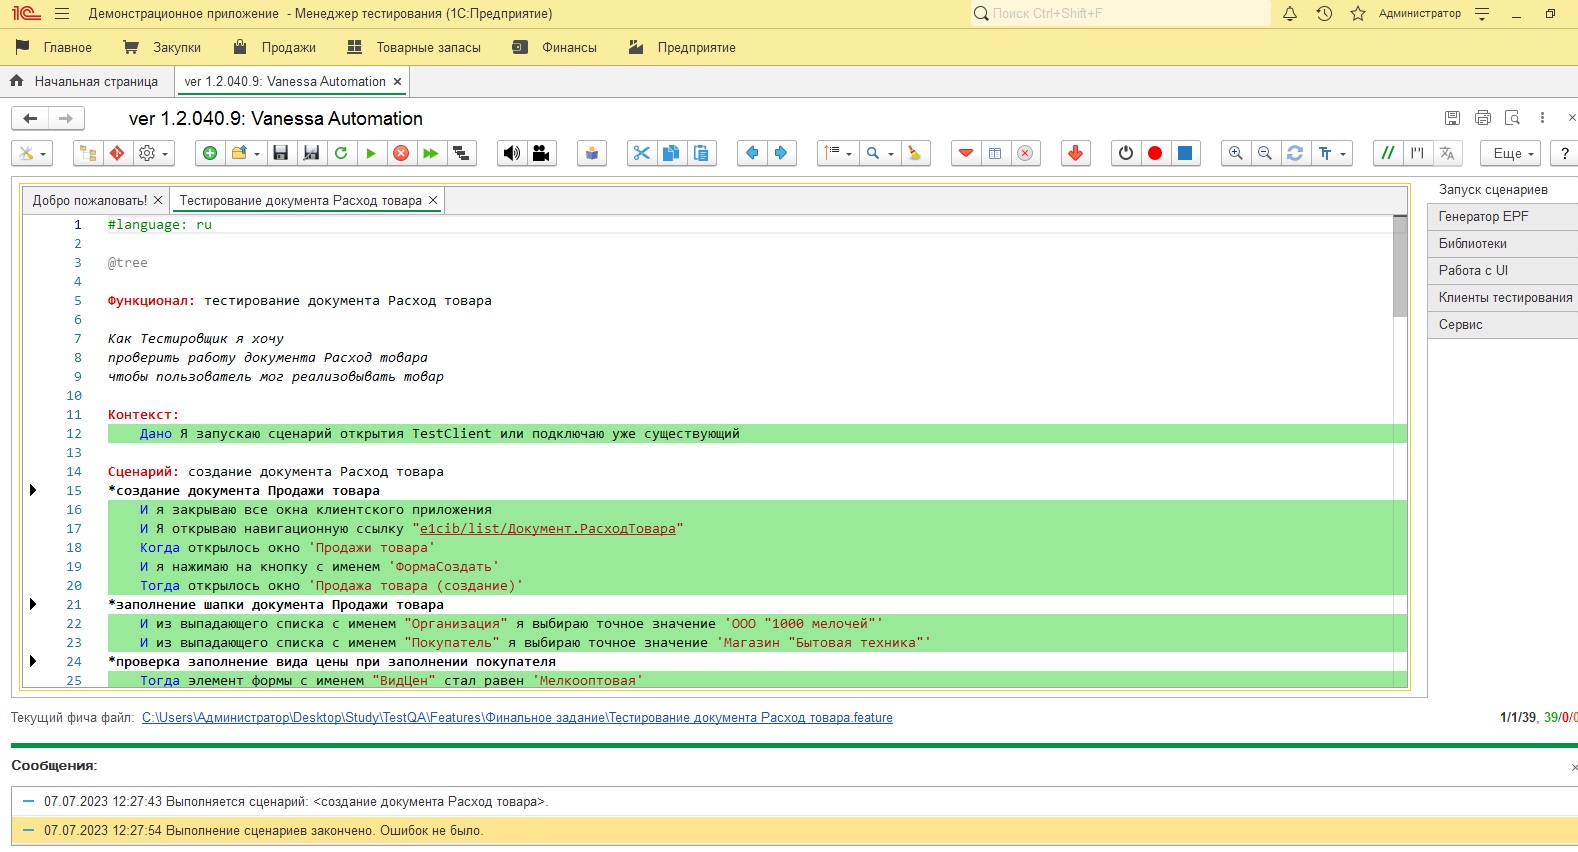 Демонстрационное приложение - Менеджер тестирования (1С:Предприятие)
Поиск Ctrl+Shift+F
Администратор
Главное
Закупки
Продажи
Товарные запасы
Финансы
Предприятие
Начальная страница
ver 1.2.040.9: Vanessa Automation
ver 1.2.040.9: Vanessa Automation
Еще
?
Добро пожаловать!
Тестирование документа Расход товара
1 #language: ru
2
3 @tree
4
5 Функционал: тестирование документа Расход товара
6
7 Как Тестировщик я хочу
8 проверить работу документа Расход товара
9 чтобы пользователь мог реализовывать товар
10
11 Контекст:
12 Дано Я запускаю сценарий открытия TestClient или подключаю уже существующий
13
14 Сценарий: создание документа Расход товара
15 *создание документа Продажи товара
16 И я закрываю все окна клиентского приложения
17 И Я открываю навигационную ссылку "e1cib/list/Документ.РасходТовара"
18 Когда открылось окно 'Продажи товара'
19 И я нажимаю на кнопку с именем 'ФормаСоздать'
20 Тогда открылось окно 'Продажа товара (создание)'
21 *заполнение шапки документа Продажи товара
22 И из выпадающего списка с именем "Организация" я выбираю точное значение 'ООО "1000 мелочей"'
23 И из выпадающего списка с именем "Покупатель" я выбираю точное значение 'Магазин "Бытовая техника"'
24 *проверка заполнение вида цены при заполнении покупателя
25 Тогда элемент формы с именем "ВидЦен" стал равен 'Мелкооптовая'
Запуск сценариев
Генератор EPF
Библиотеки
Работа с UI
Клиенты тестирования
Сервис
Текущий фича файл: C:\Users\Администратор\Desktop\Study\TestQA\Features\Финальное задание\Тестирование документа Расход товара.feature
1/1/39, 39/0/0
Сообщения:
07.07.2023 12:27:43 Выполняется сценарий: <создание документа Расход товара>.
07.07.2023 12:27:54 Выполнение сценариев закончено. Ошибок не было.